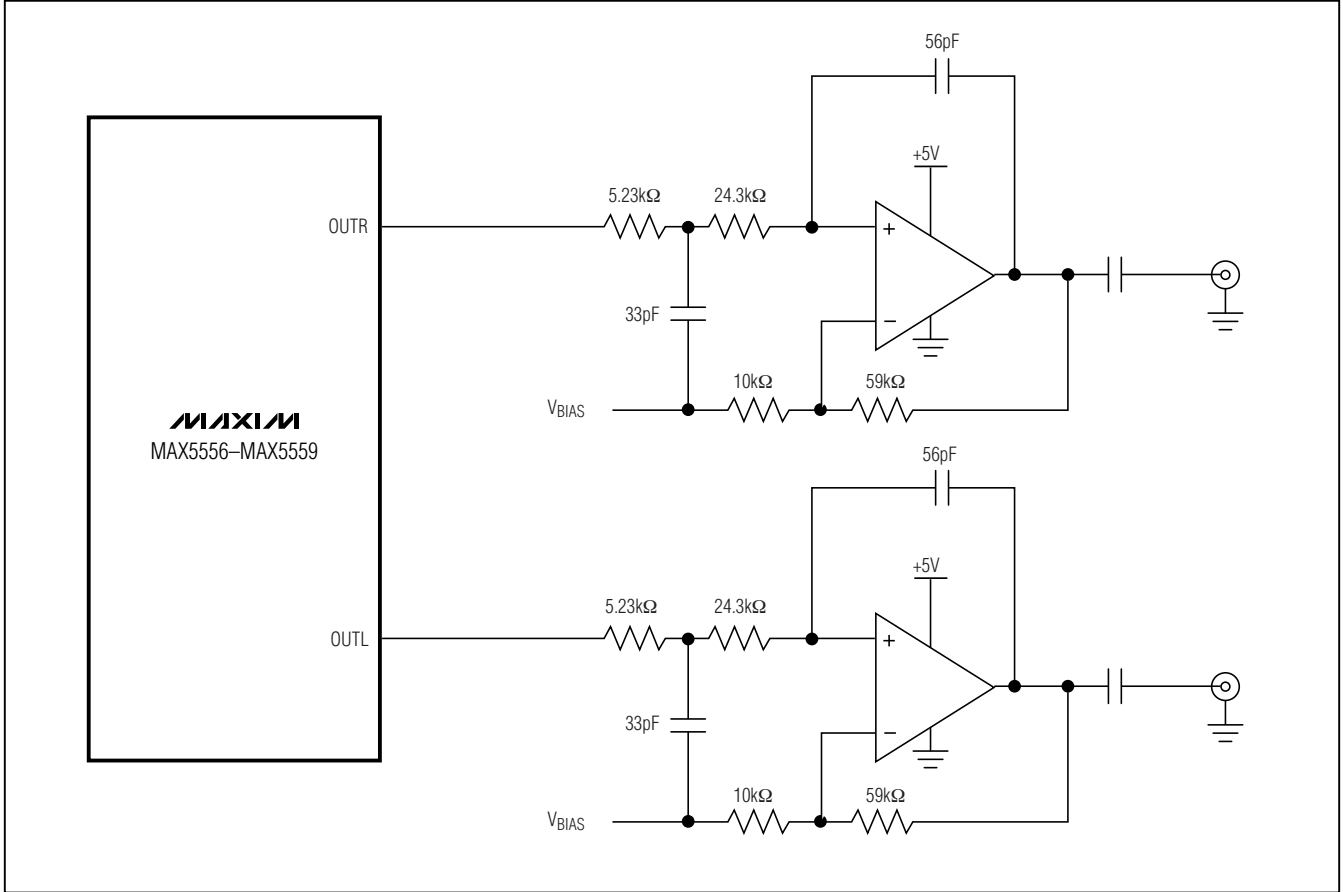 56pF
+5V
5.23kΩ
24.3kΩ
OUTR
+
33pF
−
10kΩ
59kΩ
VBIAS
MAXIM
MAX5556–MAX5559
56pF
+5V
5.23kΩ
24.3kΩ
OUTL
+
33pF
−
10kΩ
59kΩ
VBIAS